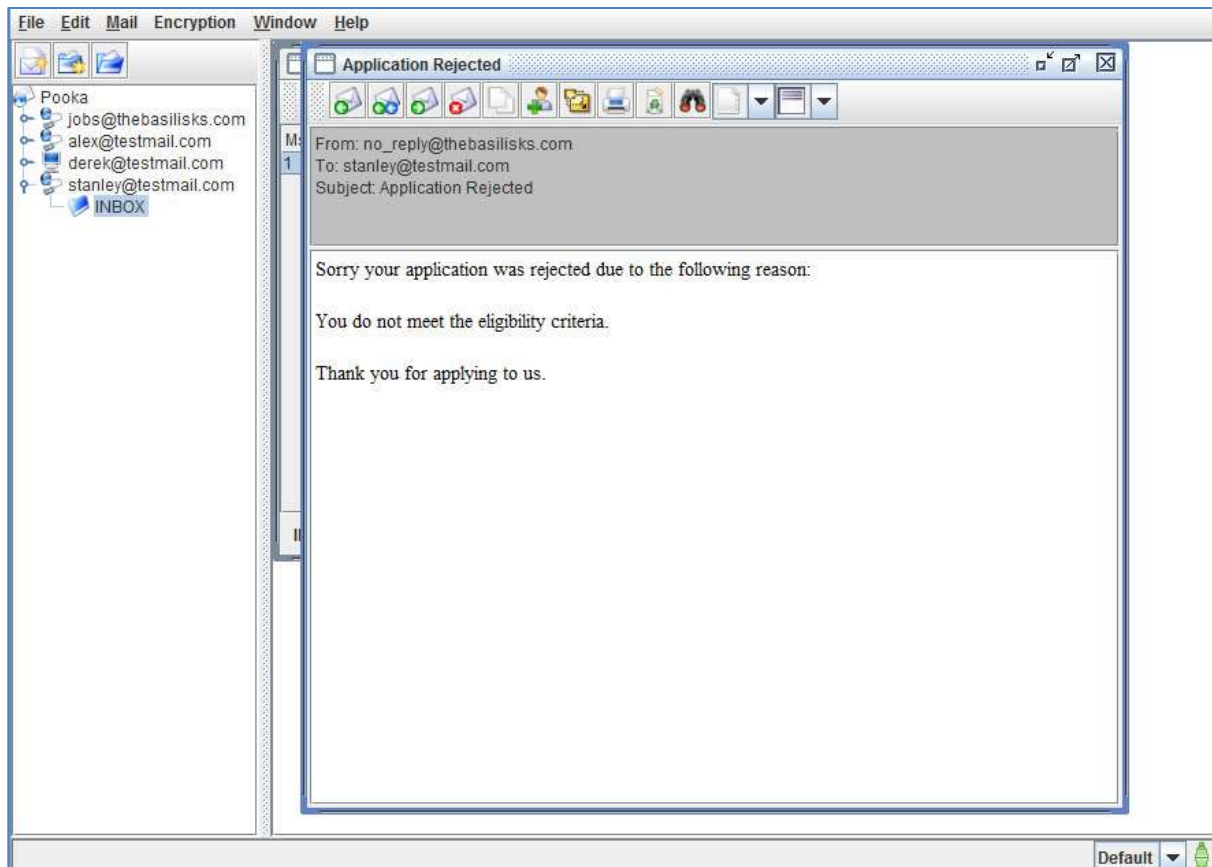 File Edit Mail Encryption Window Help
Application Rejected
Pooka
jobs@thebasilisks.com
alex@testmail.com
derek@testmail.com
stanley@testmail.com
INBOX
1
From: no_reply@thebasilisks.com
To: stanley@testmail.com
Subject: Application Rejected
Sorry your application was rejected due to the following reason:
You do not meet the eligibility criteria.
Thank you for applying to us.
Default